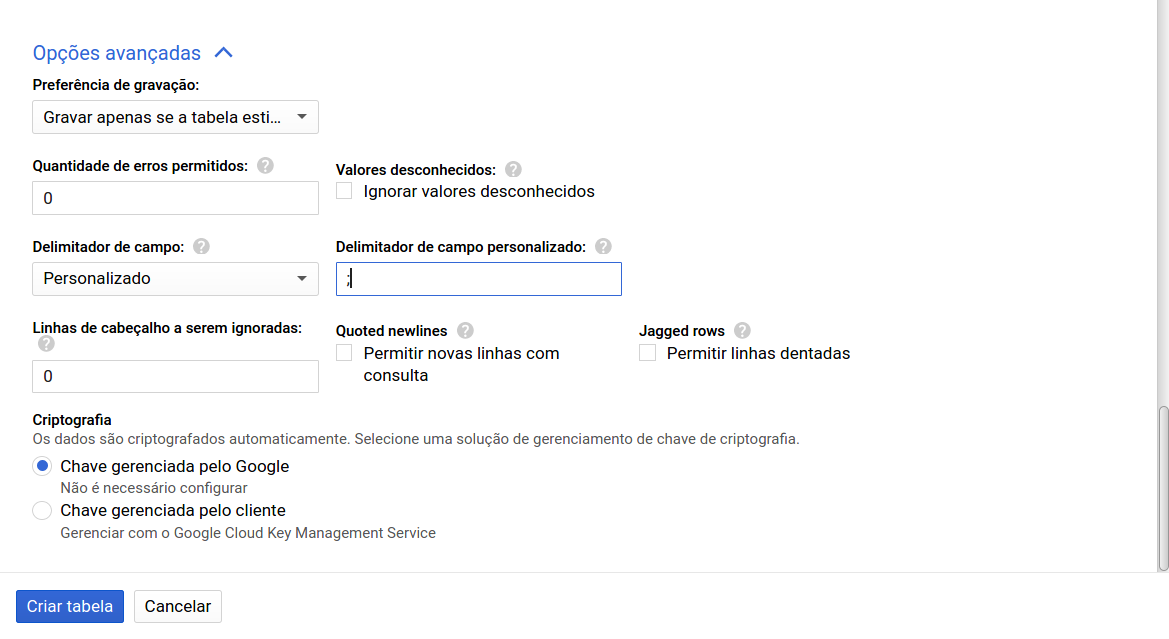 Opções avançadas
Preferência de gravação:
Gravar apenas se a tabela esti...
Quantidade de erros permitidos: ?
0
Valores desconhecidos: ?
Ignorar valores desconhecidos
Delimitador de campo: ?
Personalizado
Delimitador de campo personalizado: ?
;
Linhas de cabeçalho a serem ignoradas:
?
0
Quoted newlines ?
Permitir novas linhas com
consulta
Jagged rows ?
Permitir linhas dentadas
Criptografia
Os dados são criptografados automaticamente. Selecione uma solução de gerenciamento de chave de criptografia.
Chave gerenciada pelo Google
Não é necessário configurar
Chave gerenciada pelo cliente
Gerenciar com o Google Cloud Key Management Service
Criar tabela
Cancelar